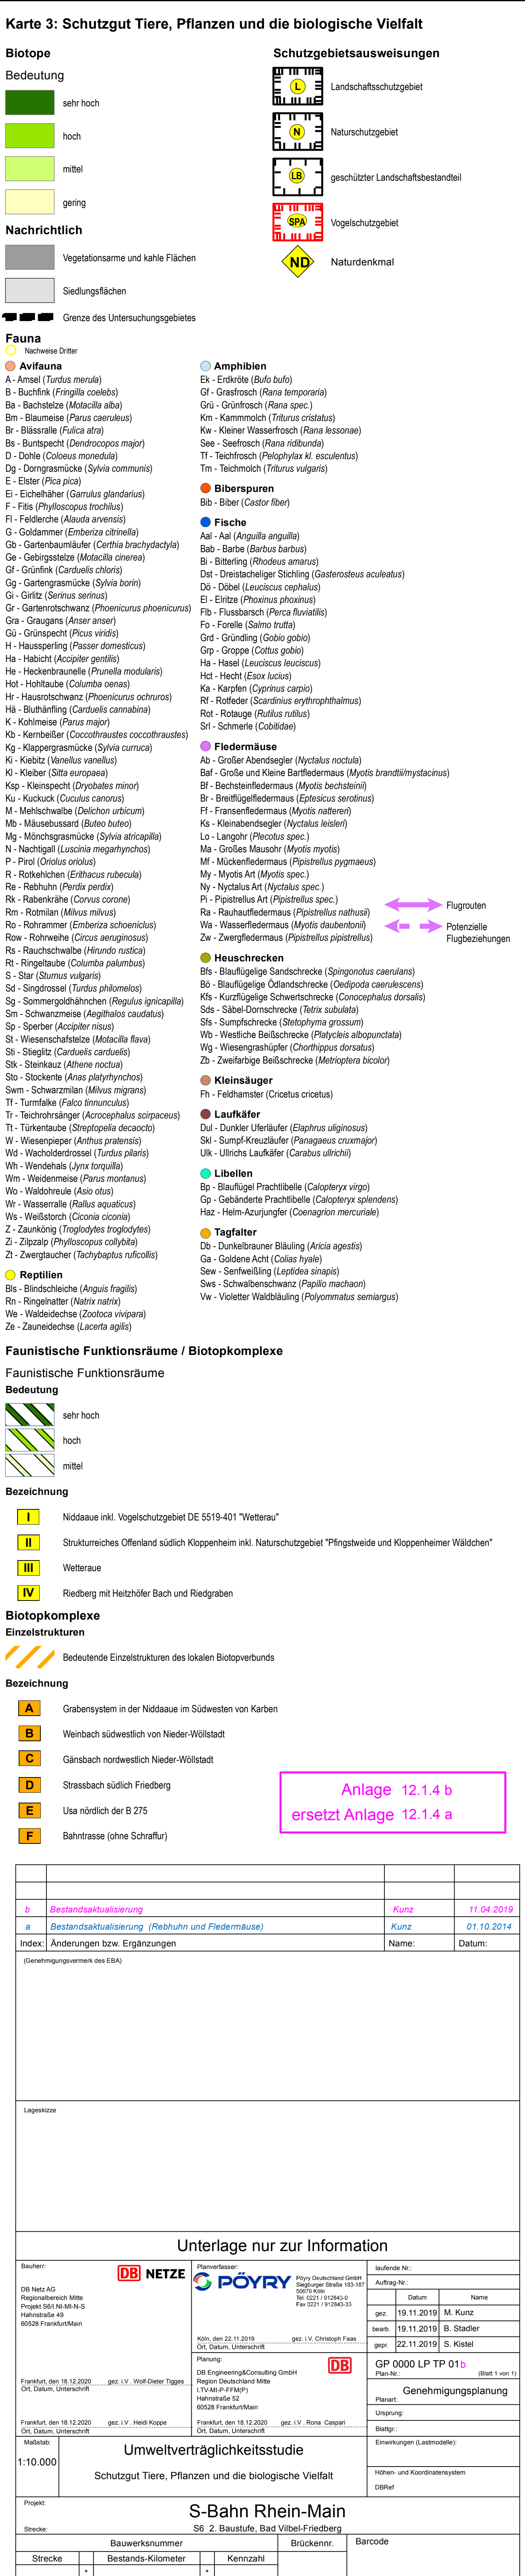 Karte 3: Schutzgut Tiere, Pflanzen und die biologische Vielfalt
Biotope
Bedeutung
sehr hoch
hoch
mittel
gering
Nachrichtlich
Vegetationsarme und kahle Flächen
Siedlungsflächen
Grenze des Untersuchungsgebietes
Schutzgebietsausweisungen
L Landschaftsschutzgebiet
N Naturschutzgebiet
LB geschützter Landschaftsbestandteil
SPA Vogelschutzgebiet
ND Naturdenkmal
Fauna
Nachweise Dritter
Avifauna
A - Amsel (Turdus merula)
B - Buchfink (Fringilla coelebs)
Ba - Bachstelze (Motacilla alba)
Bm - Blaumeise (Parus caeruleus)
Br - Blässralle (Fulica atra)
Bs - Buntspecht (Dendrocopos major)
D - Dohle (Coloeus monedula)
Dg - Dorngrasmücke (Sylvia communis)
E - Elster (Pica pica)
Ei - Eichelhäher (Garrulus glandarius)
F - Fitis (Phylloscopus trochilus)
Fl - Feldlerche (Alauda arvensis)
G - Goldammer (Emberiza citrinella)
Gb - Gartenbaumläufer (Certhia brachydactyla)
Ge - Gebirgsstelze (Motacilla cinerea)
Gf - Grünfink (Carduelis chloris)
Gg - Gartengrasmücke (Sylvia borin)
Gi - Girlitz (Serinus serinus)
Gr - Gartenrotschwanz (Phoenicurus phoenicurus)
Gra - Graugans (Anser anser)
Gü - Grünspecht (Picus viridis)
H - Haussperling (Passer domesticus)
Ha - Habicht (Accipiter gentilis)
He - Heckenbraunelle (Prunella modularis)
Hot - Hohltaube (Columba oenas)
Hr - Hausrotschwanz (Phoenicurus ochruros)
Hä - Bluthänfling (Carduelis cannabina)
K - Kohlmeise (Parus major)
Kb - Kernbeißer (Coccothraustes coccothraustes)
Kg - Klappergrasmücke (Sylvia curruca)
Ki - Kiebitz (Vanellus vanellus)
Kl - Kleiber (Sitta europaea)
Ksp - Kleinspecht (Dryobates minor)
Ku - Kuckuck (Cuculus canorus)
M - Mehlschwalbe (Delichon urbicum)
Mb - Mäusebussard (Buteo buteo)
Mg - Mönchsgrasmücke (Sylvia atricapilla)
N - Nachtigall (Luscinia megarhynchos)
P - Pirol (Oriolus oriolus)
R - Rotkehlchen (Erithacus rubecula)
Re - Rebhuhn (Perdix perdix)
Rk - Rabenkrähe (Corvus corone)
Rm - Rotmilan (Milvus milvus)
Ro - Rohrammer (Emberiza schoeniclus)
Row - Rohrweihe (Circus aeruginosus)
Rs - Rauchschwalbe (Hirundo rustica)
Rt - Ringeltaube (Columba palumbus)
S - Star (Sturnus vulgaris)
Sd - Singdrossel (Turdus philomelos)
Sg - Sommergoldhähnchen (Regulus ignicapilla)
Sm - Schwanzmeise (Aegithalos caudatus)
Sp - Sperber (Accipiter nisus)
St - Wiesenschafstelze (Motacilla flava)
Sti - Stieglitz (Carduelis carduelis)
Stk - Steinkauz (Athene noctua)
Sto - Stockente (Anas platyrhynchos)
Swm - Schwarzmilan (Milvus migrans)
Tf - Turmfalke (Falco tinnunculus)
Tr - Teichrohrsänger (Acrocephalus scirpaceus)
Tt - Türkentaube (Streptopelia decaocto)
W - Wiesenpieper (Anthus pratensis)
Wd - Wacholderdrossel (Turdus pilaris)
Wh - Wendehals (Jynx torquilla)
Wm - Weidenmeise (Parus montanus)
Wo - Waldohreule (Asio otus)
Wr - Wasserralle (Rallus aquaticus)
Ws - Weißstorch (Ciconia ciconia)
Z - Zaunkönig (Troglodytes troglodytes)
Zi - Zilpzalp (Phylloscopus collybita)
Zt - Zwergtaucher (Tachybaptus ruficollis)
Reptilien
Bls - Blindschleiche (Anguis fragilis)
Rn - Ringelnatter (Natrix natrix)
We - Waldeidechse (Zootoca vivipara)
Ze - Zauneidechse (Lacerta agilis)
Amphibien
Ek - Erdkröte (Bufo bufo)
Gf - Grasfrosch (Rana temporaria)
Grü - Grünfrosch (Rana spec.)
Km - Kammmolch (Triturus cristatus)
Kw - Kleiner Wasserfrosch (Rana lessonae)
See - Seefrosch (Rana ridibunda)
Tf - Teichfrosch (Pelophylax kl. esculentus)
Tm - Teichmolch (Triturus vulgaris)
Biberspuren
Bib - Biber (Castor fiber)
Fische
Aal - Aal (Anguilla anguilla)
Bab - Barbe (Barbus barbus)
Bi - Bitterling (Rhodeus amarus)
Dst - Dreistacheliger Stichling (Gasterosteus aculeatus)
Dö - Döbel (Leuciscus cephalus)
El - Elritze (Phoxinus phoxinus)
Flb - Flussbarsch (Perca fluviatilis)
Fo - Forelle (Salmo trutta)
Grd - Gründling (Gobio gobio)
Grp - Groppe (Cottus gobio)
Ha - Hasel (Leuciscus leuciscus)
Hct - Hecht (Esox lucius)
Ka - Karpfen (Cyprinus carpio)
Rf - Rotfeder (Scardinius erythrophthalmus)
Rot - Rotauge (Rutilus rutilus)
Srl - Schmerle (Cobitidae)
Fledermäuse
Ab - Großer Abendsegler (Nyctalus noctula)
Baf - Große und Kleine Bartfledermaus (Myotis brandtii/mystacinus)
Bf - Bechsteinfledermaus (Myotis bechsteinii)
Br - Breitflügelfledermaus (Eptesicus serotinus)
Ff - Fransenfledermaus (Myotis nattereri)
Ks - Kleinabendsegler (Nyctalus leisleri)
Lo - Langohr (Plecotus spec.)
Ma - Großes Mausohr (Myotis myotis)
Mf - Mückenfledermaus (Pipistrellus pygmaeus)
My - Myotis Art (Myotis spec.)
Ny - Nyctalus Art (Nyctalus spec.)
Pi - Pipistrellus Art (Pipistrellus spec.)
Ra - Rauhautfledermaus (Pipistrellus nathusii)
Wa - Wasserfledermaus (Myotis daubentonii)
Zw - Zwergfledermaus (Pipistrellus pipistrellus)
Flugrouten
Potenzielle
Flugbeziehungen
Heuschrecken
Bfs - Blauflügelige Sandschrecke (Spingonotus caerulans)
Bö - Blauflügelige Ödlandschrecke (Oedipoda caerulescens)
Kfs - Kurzflügelige Schwertschrecke (Conocephalus dorsalis)
Sds - Säbel-Dornschrecke (Tetrix subulata)
Sfs - Sumpfschrecke (Stetophyma grossum)
Wb - Westliche Beißschrecke (Platycleis albopunctata)
Wg - Wiesengrashüpfer (Chorthippus dorsatus)
Zb - Zweifarbige Beißschrecke (Metrioptera bicolor)
Kleinsäuger
Fh - Feldhamster (Cricetus cricetus)
Laufkäfer
Dul - Dunkler Uferläufer (Elaphrus uliginosus)
Skl - Sumpf-Kreuzläufer (Panagaeus cruxmajor)
Ulk - Ullrichs Laufkäfer (Carabus ullrichii)
Libellen
Bp - Blauflügel Prachtlibelle (Calopteryx virgo)
Gp - Gebänderte Prachtlibelle (Calopteryx splendens)
Haz - Helm-Azurjungfer (Coenagrion mercuriale)
Tagfalter
Db - Dunkelbrauner Bläuling (Aricia agestis)
Ga - Goldene Acht (Colias hyale)
Sew - Senfweißling (Leptidea sinapis)
Sws - Schwalbenschwanz (Papilio machaon)
Vw - Violetter Waldbläuling (Polyommatus semiargus)
Faunistische Funktionsräume / Biotopkomplexe
Faunistische Funktionsräume
Bedeutung
sehr hoch
hoch
mittel
Bezeichnung
I Niddaaue inkl. Vogelschutzgebiet DE 5519-401 "Wetterau"
II Strukturreiches Offenland südlich Kloppenheim inkl. Naturschutzgebiet "Pfingstweide und Kloppenheimer Wäldchen"
III Wetteraue
IV Riedberg mit Heitzhöfer Bach und Riedgraben
Biotopkomplexe
Einzelstrukturen
Bedeutende Einzelstrukturen des lokalen Biotopverbunds
Bezeichnung
A Grabensystem in der Niddaaue im Südwesten von Karben
B Weinbach südwestlich von Nieder-Wöllstadt
C Gänsbach nordwestlich Nieder-Wöllstadt
D Strassbach südlich Friedberg
E Usa nördlich der B 275
F Bahntrasse (ohne Schraffur)
Anlage 12.1.4 b
ersetzt Anlage 12.1.4 a
b Bestandsaktualisierung Kunz 11.04.2019
a Bestandsaktualisierung (Rebhuhn und Fledermäuse) Kunz 01.10.2014
Index: Änderungen bzw. Ergänzungen Name: Datum:
(Genehmigungsvermerk des EBA)
Lageskizze
Unterlage nur zur Information
Bauherr:
DB NETZE
DB Netz AG
Regionalbereich Mitte
Projekt S6/I.NI-MI-N-S
Hahnstraße 49
60528 Frankfurt/Main
Frankfurt, den 18.12.2020 gez. i.V . Wolf-Dieter Tigges
Ort, Datum, Unterschrift
Frankfurt, den 18.12.2020 gez. i.V . Heidi Koppe
Ort, Datum, Unterschrift
Planverfasser:
PÖYRY
Pöyry Deutschland GmbH
Siegburger Straße 183-187
50679 Köln
Tel. 0221 / 912843-0
Fax 0221 / 912843-33
Köln, den 22.11.2019 gez. i.V. Christoph Faas
Ort, Datum, Unterschrift
Planung:
DB
DB Engineering&Consulting GmbH
Region Deutschland Mitte
I.TV-MI-P-FFM(P)
Hahnstraße 52
60528 Frankfurt/Main
Frankfurt, den 18.12.2020 gez. i.V . Rona Caspari
Ort, Datum, Unterschrift
laufende Nr.:
Auftrag-Nr.:
Datum Name
gez. 19.11.2019 M. Kunz
bearb. 19.11.2019 B. Stadler
gepr. 22.11.2019 S. Kistel
GP 0000 LP TP 01b
Plan-Nr.: (Blatt 1 von 1)
Genehmigungsplanung
Planart:
Ursprung:
Blattgr.:
Maßstab:
1:10.000
Umweltverträglichkeitsstudie
Schutzgut Tiere, Pflanzen und die biologische Vielfalt
Einwirkungen (Lastmodelle):
Höhen- und Koordinatensystem
DBRef
Projekt:
S-Bahn Rhein-Main
Strecke: S6 2. Baustufe, Bad Vilbel-Friedberg
Bauwerksnummer Brückennr. Barcode
Strecke Bestands-Kilometer Kennzahl
* *